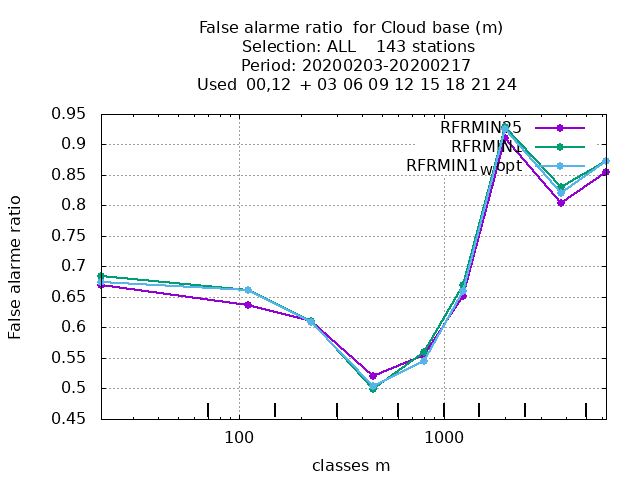 False alarme ratio  for Cloud base (m)
Selection: ALL    143 stations
Period: 20200203-20200217
Used  00,12  + 03 06 09 12 15 18 21 24
0.95
0.9
0.85
0.8
0.75
0.7
0.65
0.6
0.55
0.5
0.45
False alarme ratio
RFRMIN25
RFRMIN1
RFRMIN1wopt
100
1000
classes m